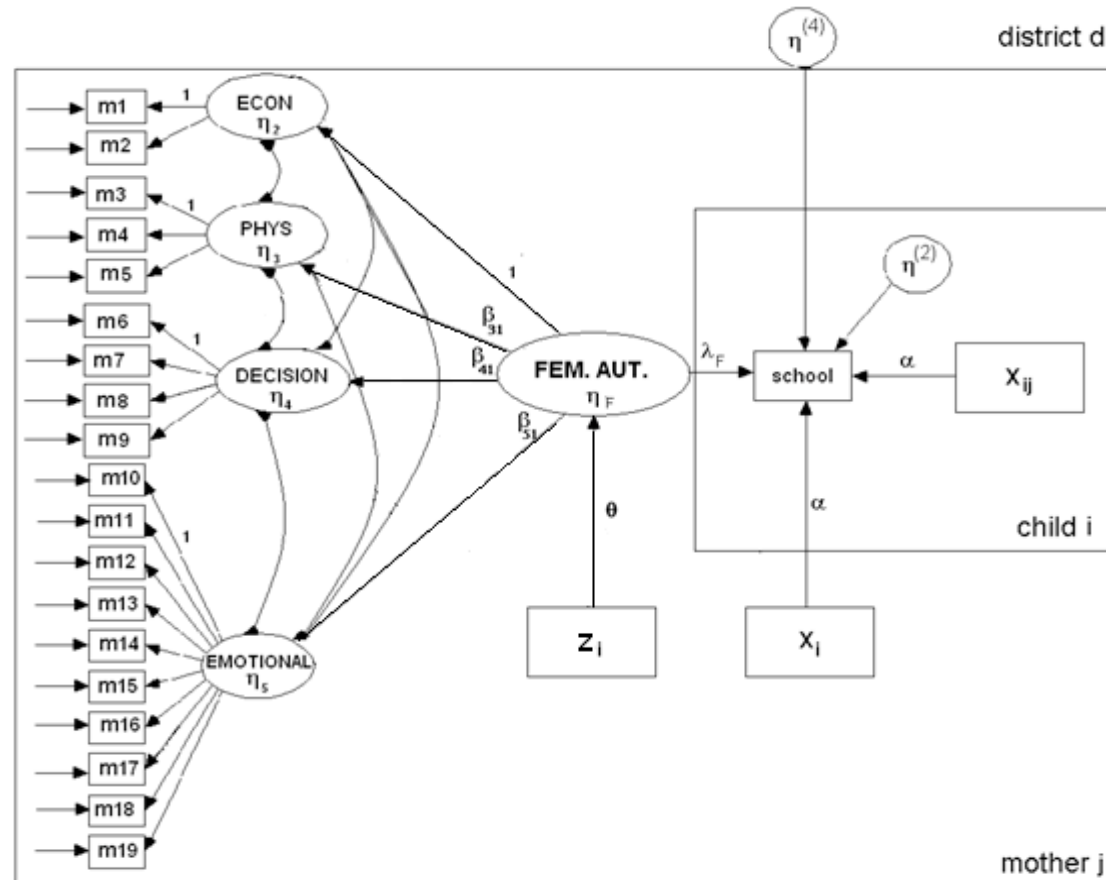 η(4)
district d
m1
1
ECON
η2
m2
m3
1
PHYS
η3
m4
m5
m6
1
m7
DECISION
η4
m8
m9
m10
m11
1
m12
m13
m14
EMOTIONAL
η5
m15
m16
m17
m18
m19
1
β31
β41
β51
FEM. AUT.
ηF
λF
school
η(2)
α
Xij
α
child i
θ
Zi
Xi
mother j